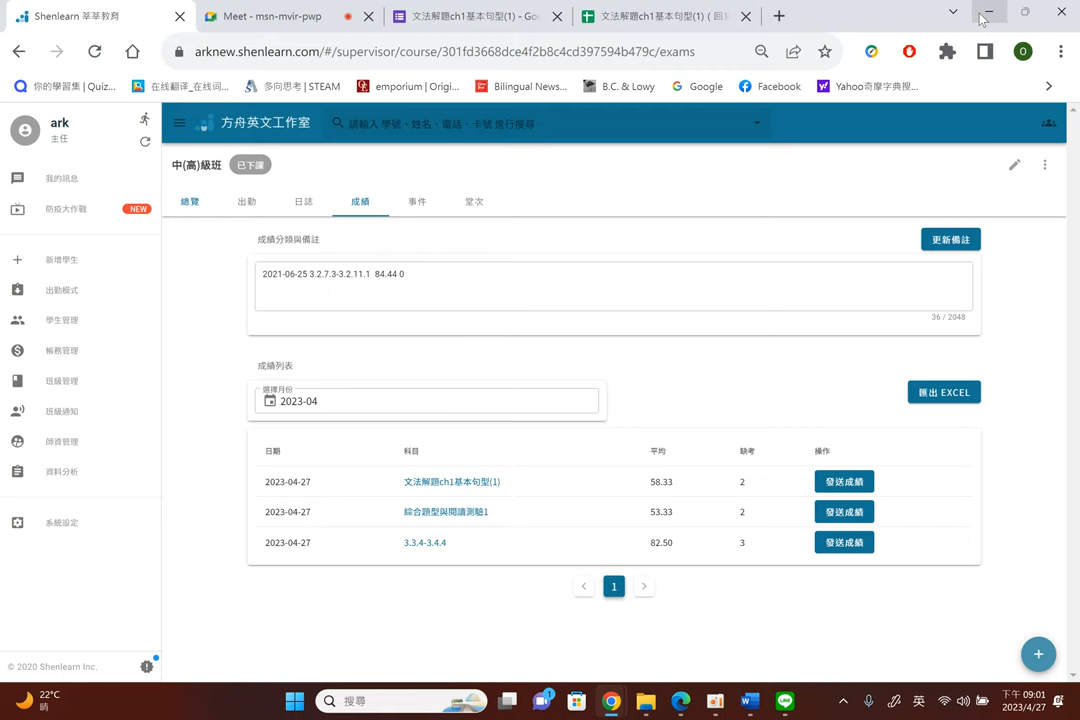 Shenlearn 莘莘教育
Meet - msn-mvir-pwp
文法解題ch1基本句型(1) - Go
文法解題ch1基本句型(1) ( 回
arknew.shenlearn.com/#/supervisor/course/301fd3668dce4f2b8c4cd397594b479c/exams
O
你的學習集 | Quiz...
在线翻译_在线词...
多向思考 | STEAM
emporium | Origi...
Bilingual News...
B.C. & Lowy
Google
Facebook
Yahoo奇摩字典搜...
ark
主任
方舟英文工作室
請輸入 學號、姓名、電話、卡號 進行搜尋
中(高)級班
已下課
我的訊息
防疫大作戰
NEW
總覽
出勤
日誌
成績
事件
堂次
新增學生
出勤模式
學生管理
帳務管理
班級管理
班級通知
師資管理
資料分析
系統設定
成績分類與備註
更新備註
2021-06-25 3.2.7.3-3.2.11.1 84.44 0
36 / 2048
成績列表
選擇月份
2023-04
匯出 EXCEL
日期 科目 平均 缺考 操作
2023-04-27 文法解題ch1基本句型(1) 58.33 2 發送成績
2023-04-27 綜合題型與閱讀測驗1 53.33 2 發送成績
2023-04-27 3.3.4-3.4.4 82.50 3 發送成績
1
© 2020 Shenlearn Inc.
22°C
晴
搜尋
1
英
下午 09:01
2023/4/27